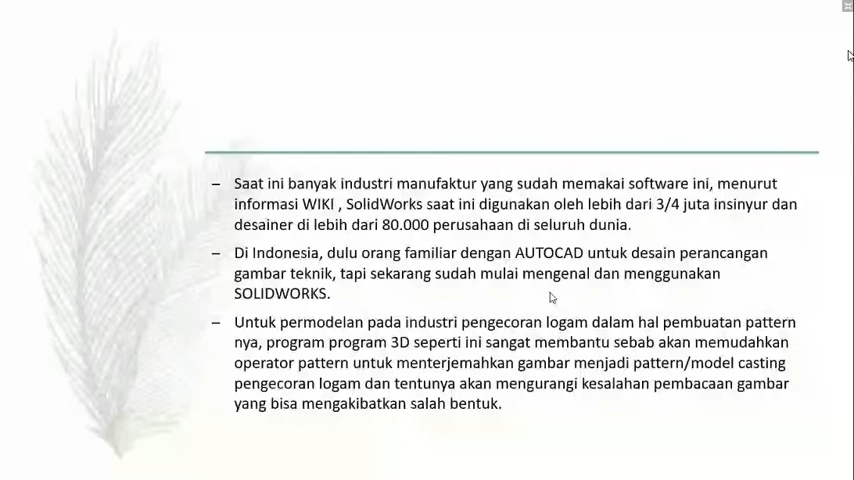 – Saat ini banyak industri manufaktur yang sudah memakai software ini, menurut
informasi WIKI , SolidWorks saat ini digunakan oleh lebih dari 3/4 juta insinyur dan
desainer di lebih dari 80.000 perusahaan di seluruh dunia.
– Di Indonesia, dulu orang familiar dengan AUTOCAD untuk desain perancangan
gambar teknik, tapi sekarang sudah mulai mengenal dan menggunakan
SOLIDWORKS.
– Untuk permodelan pada industri pengecoran logam dalam hal pembuatan pattern
nya, program program 3D seperti ini sangat membantu sebab akan memudahkan
operator pattern untuk menterjemahkan gambar menjadi pattern/model casting
pengecoran logam dan tentunya akan mengurangi kesalahan pembacaan gambar
yang bisa mengakibatkan salah bentuk.